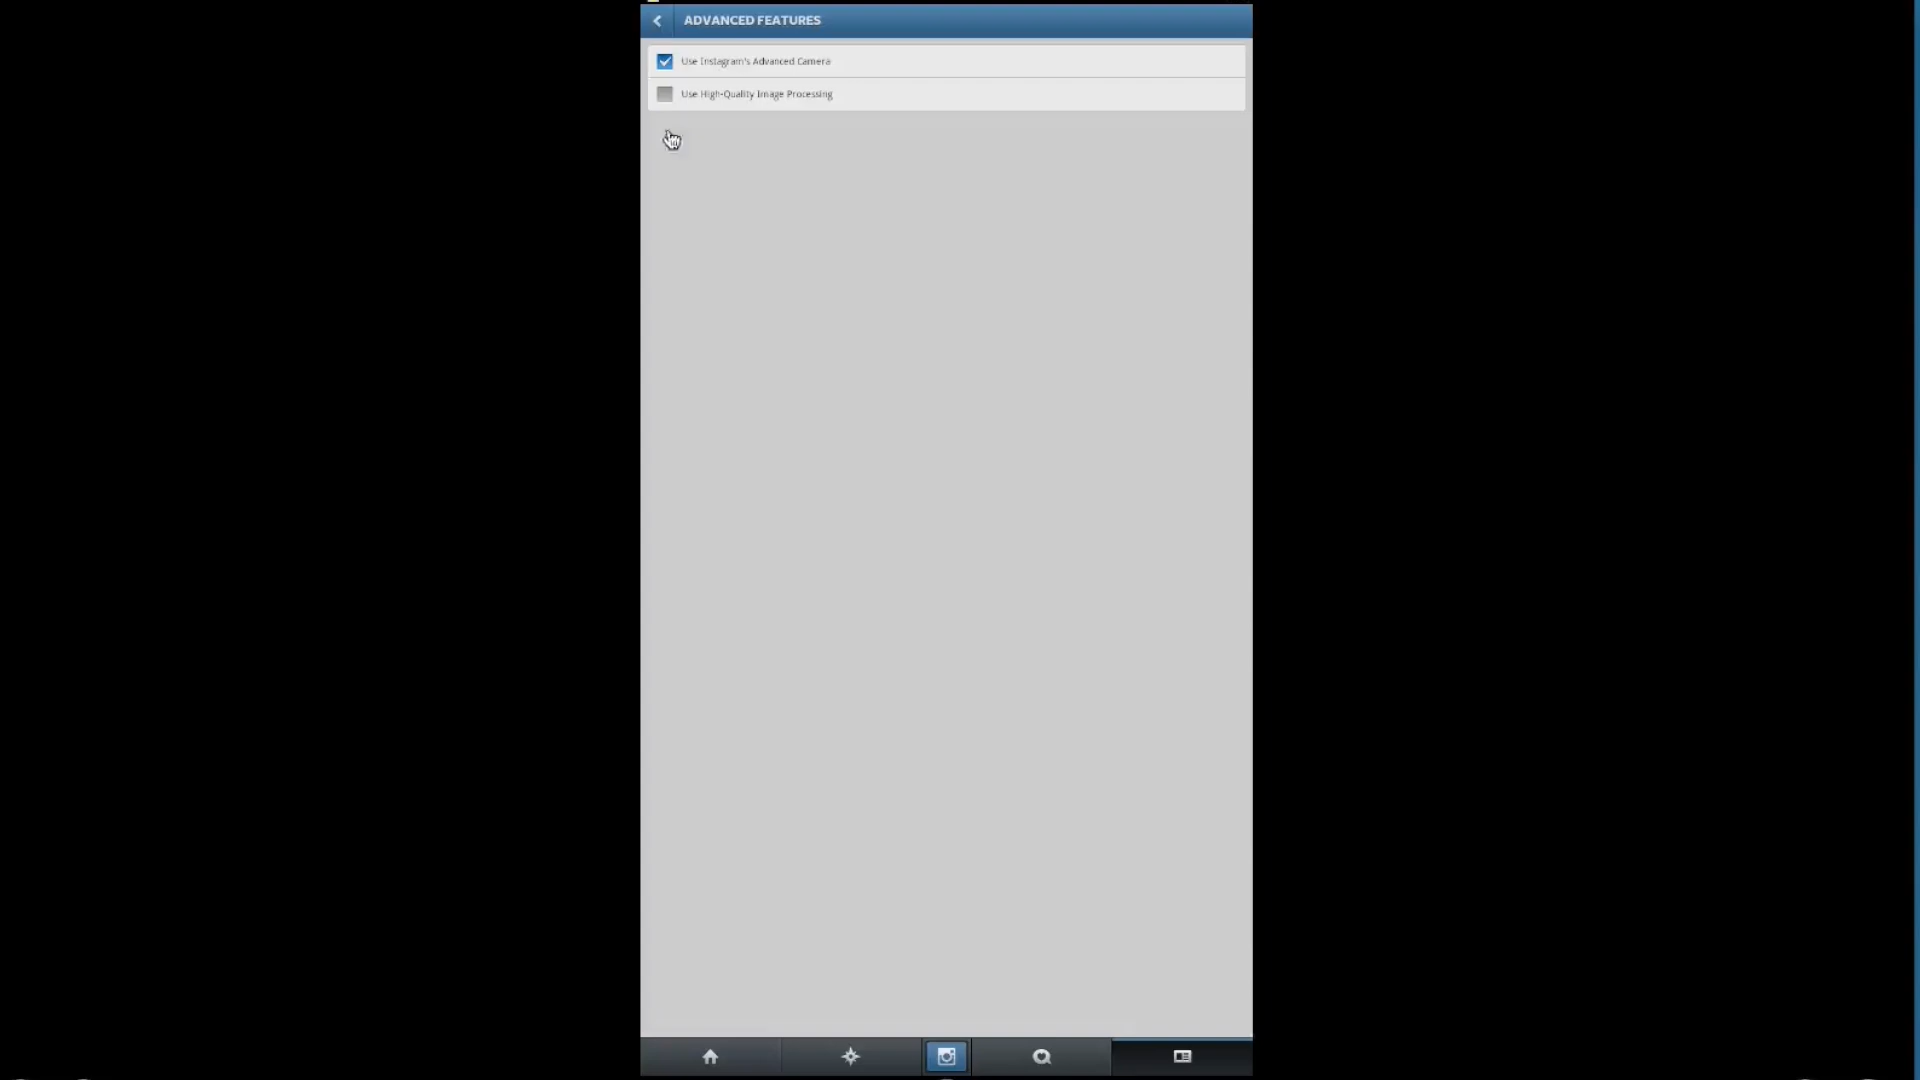 ADVANCED FEATURES
Use Instagram's Advanced Camera
Use High-Quality Image Processing